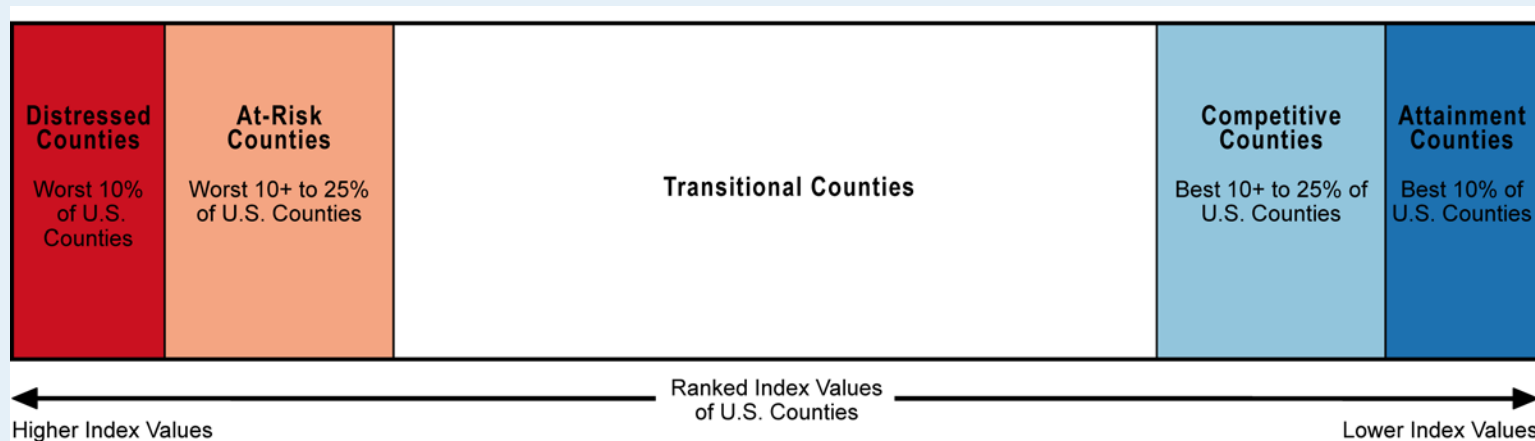 Distressed
Counties
Worst 10%
of U.S.
Counties
At-Risk
Counties
Worst 10+ to 25%
of U.S. Counties
Transitional Counties
Competitive
Counties
Best 10+ to 25% of
U.S. Counties
Attainment
Counties
Best 10% of
U.S. Counties
Ranked Index Values
of U.S. Counties
Higher Index Values
Lower Index Values